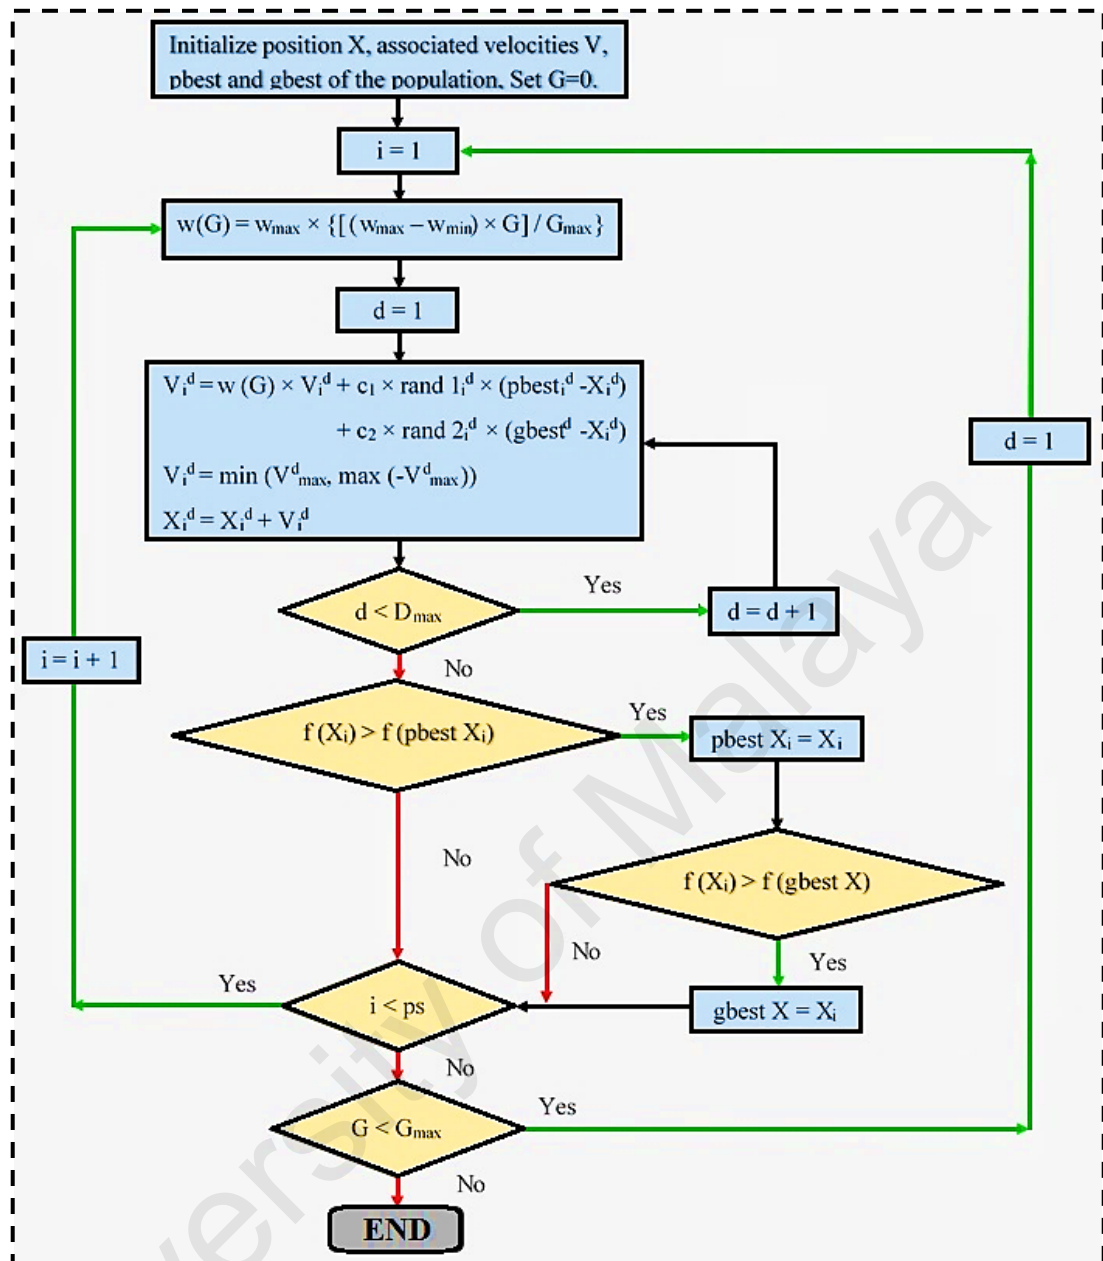 Initialize position X, associated velocities V,
pbest and gbest of the population. Set G=0.
i = 1
w(G) = wmax × {[(wmax – wmin) × G] / Gmax}
d = 1
Vᵢᵈ = w (G) × Vᵢᵈ + c₁ × rand 1ᵢᵈ × (pbestᵢᵈ -Xᵢᵈ)
+ c₂ × rand 2ᵢᵈ × (gbestᵈ -Xᵢᵈ)
Vᵢᵈ = min (Vᵈmax, max (-Vᵈmax))
Xᵢᵈ = Xᵢᵈ + Vᵢᵈ
d = 1
d < Dmax
Yes
d = d + 1
i = i + 1
No
f (Xᵢ) > f (pbest Xᵢ)
Yes
pbest Xᵢ = Xᵢ
No
f (Xᵢ) > f (gbest X)
No
Yes
Yes
i < ps
gbest X = Xᵢ
No
G < Gmax
Yes
No
END
versity of Malaya